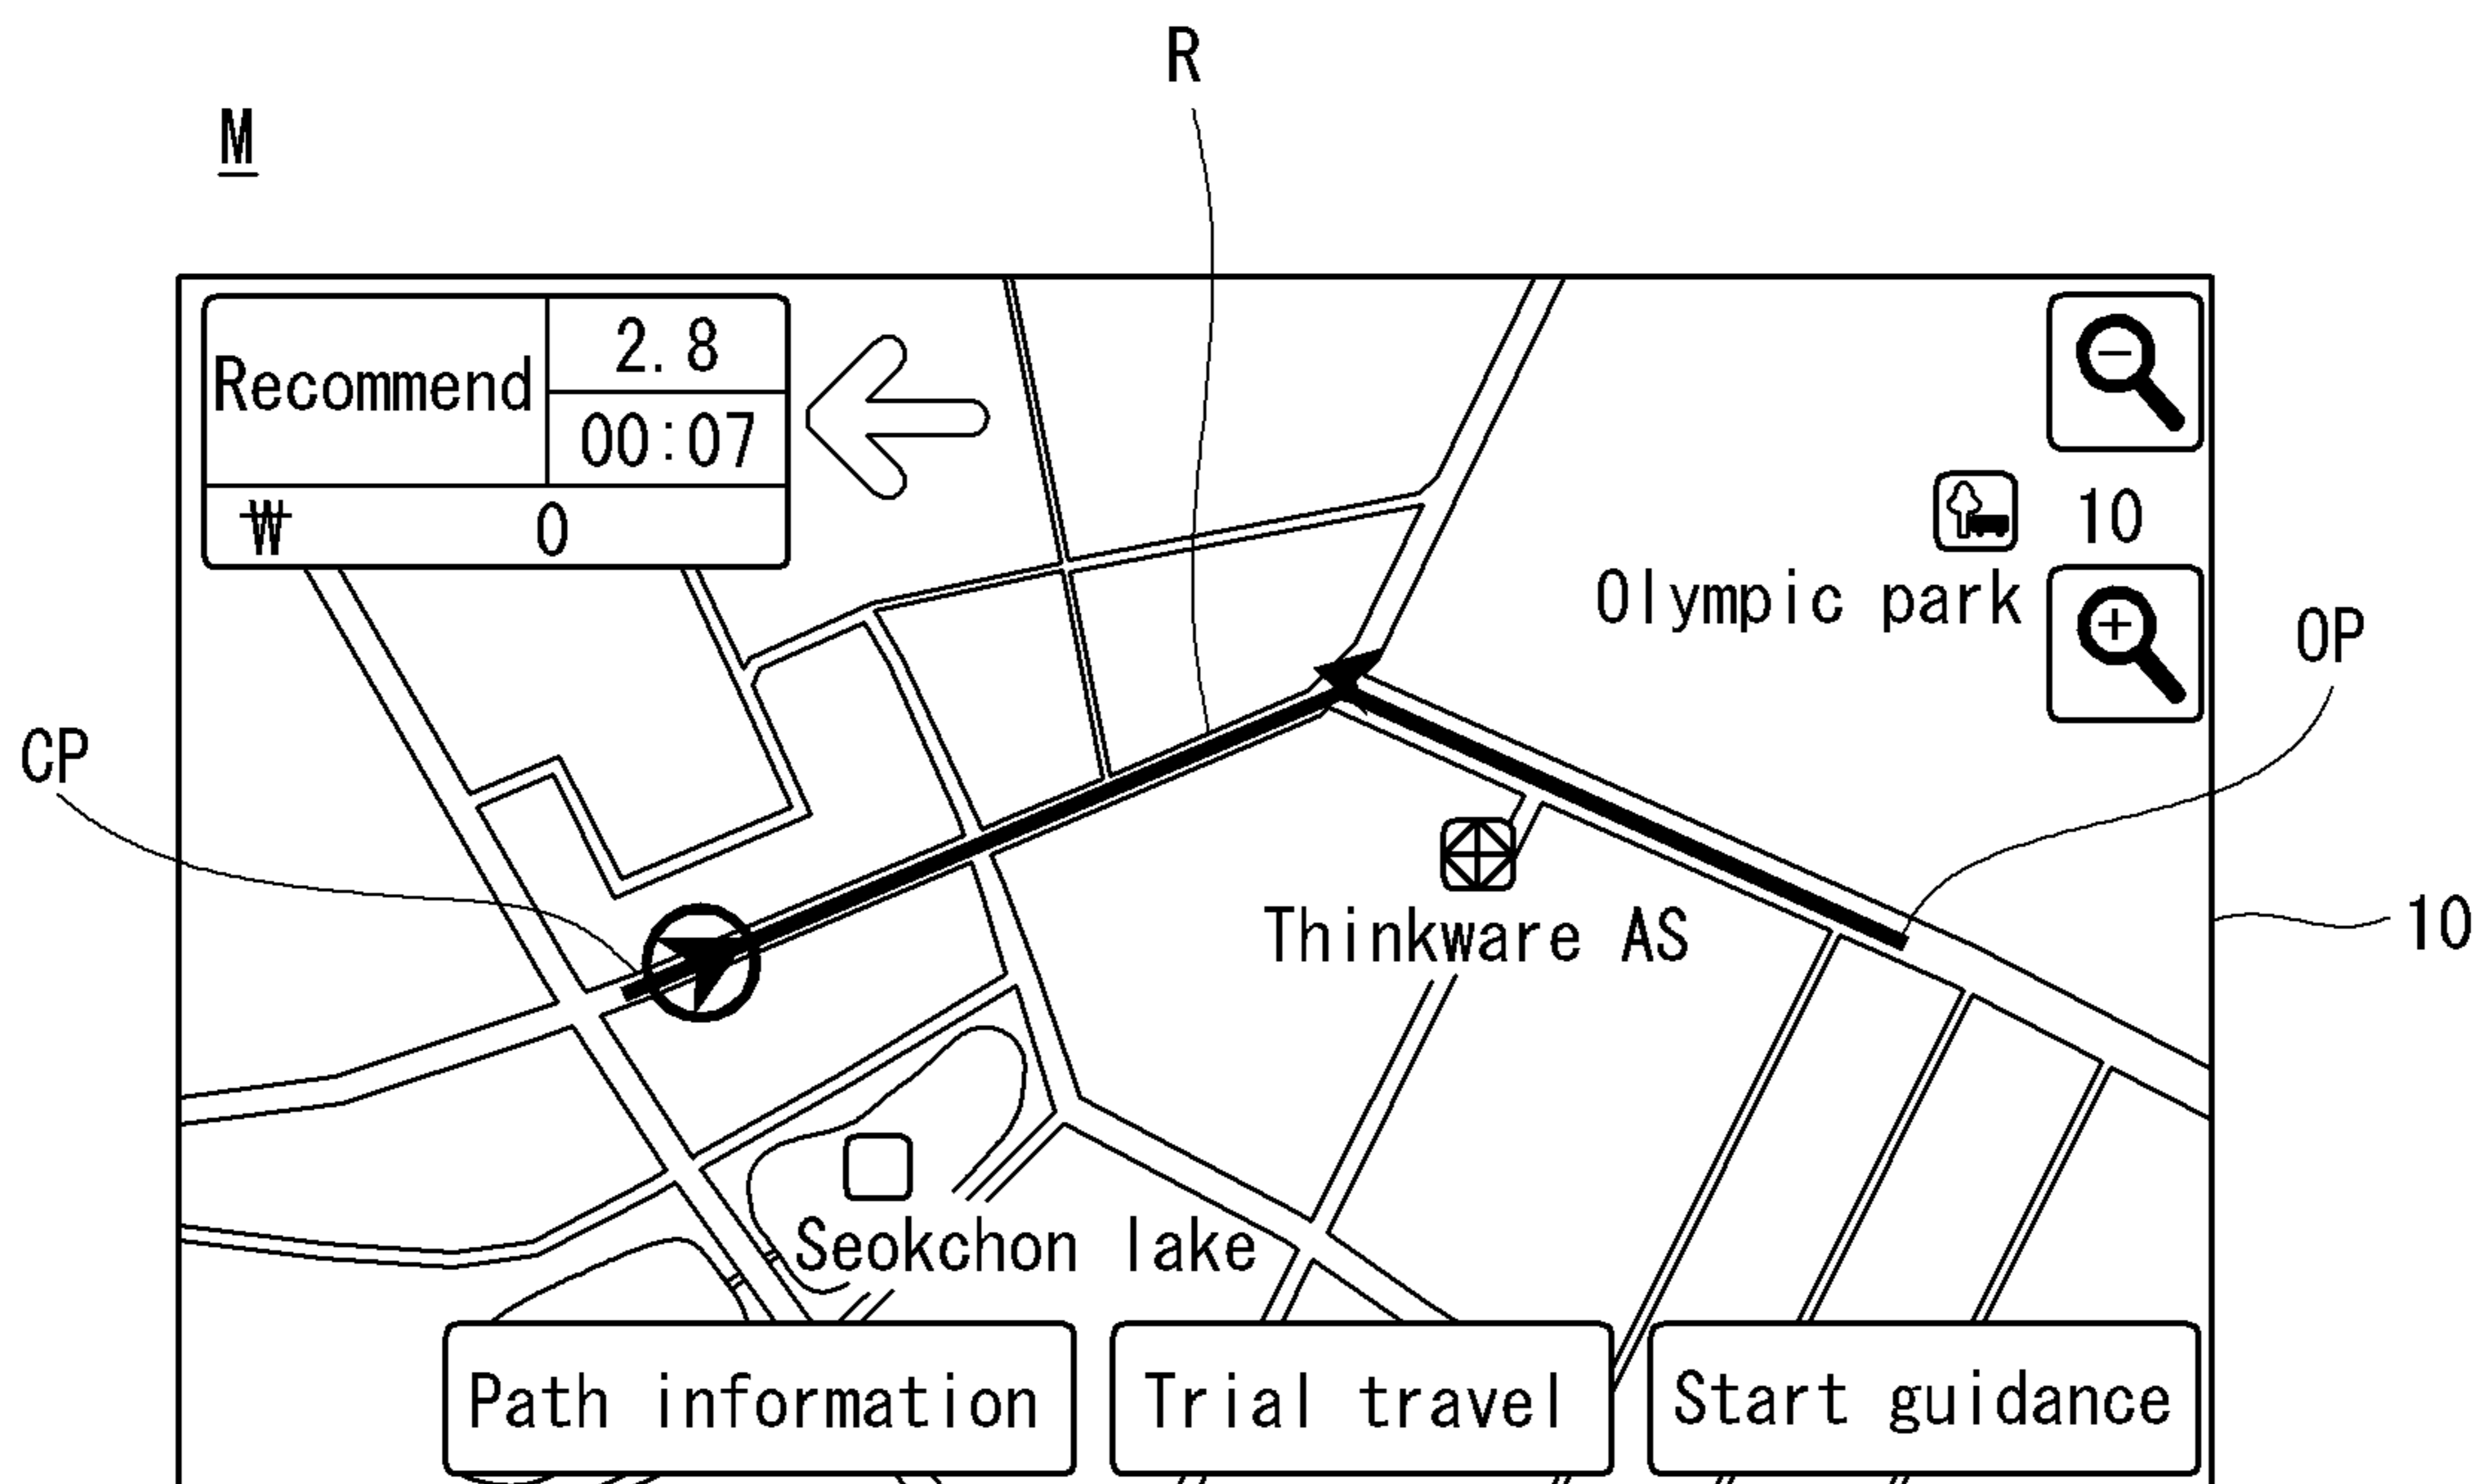 R
M
Recommend
2.8
00:07
₩ 0
10
Olympic park
OP
CP
Thinkware AS
10
Seokchon lake
Path information
Trial travel
Start guidance